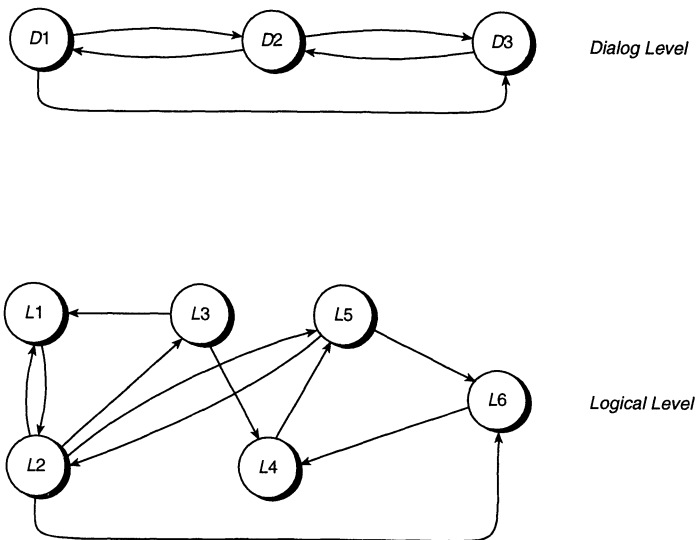 D1
D2
D3
Dialog Level
L1
L3
L5
L6
Logical Level
L2
L4